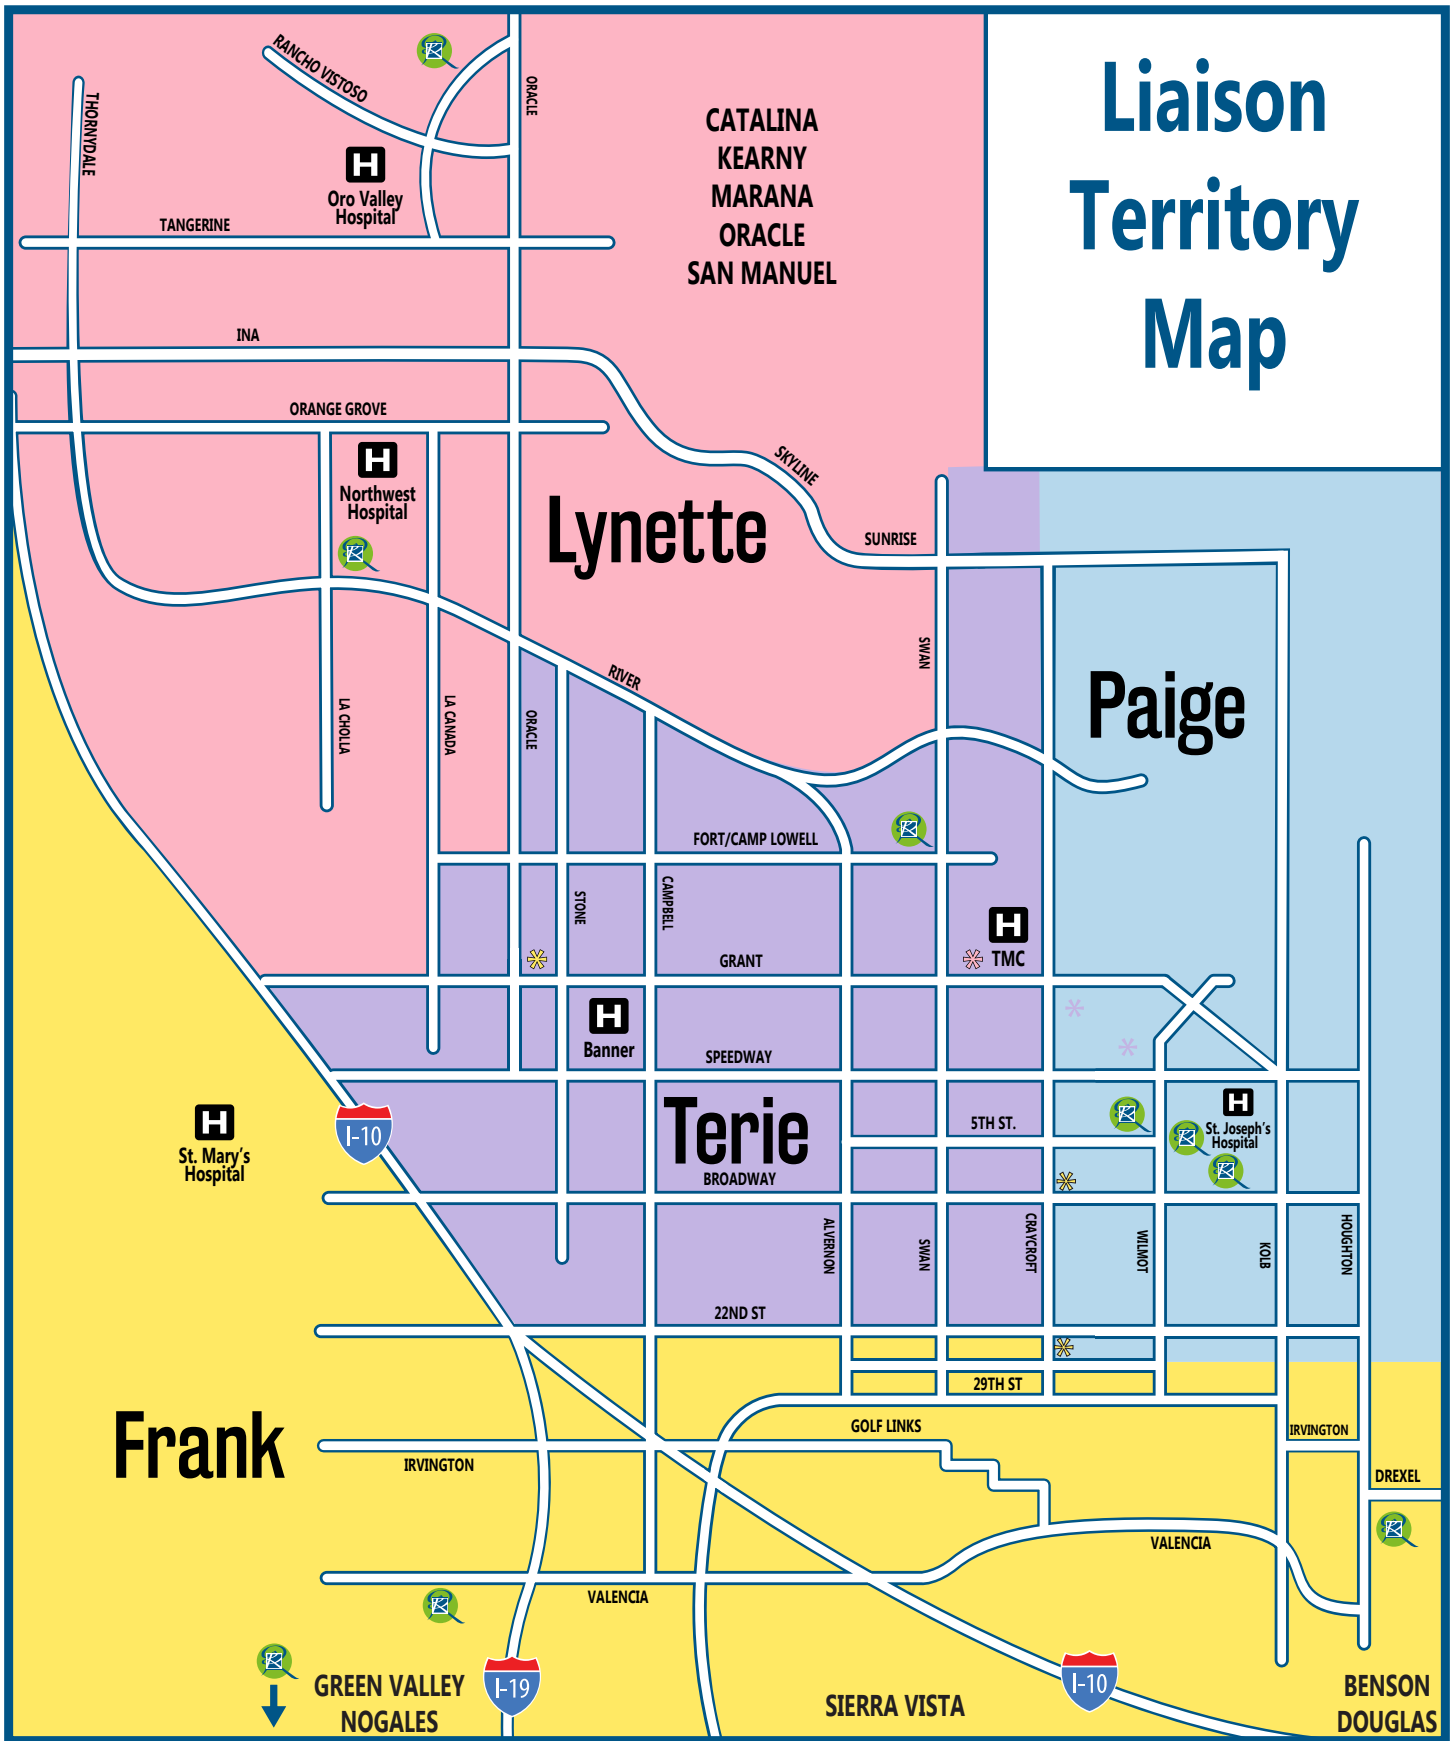 Liaison
Territory
Map
RANCHO VISTOSO
ORACLE
THORNYDALE
CATALINA
KEARNY
MARANA
ORACLE
SAN MANUEL
H
Oro Valley
Hospital
TANGERINE
INA
ORANGE GROVE
H
Northwest
Hospital
SKYLINE
Lynette
SUNRISE
SWAN
RIVER
Paige
LA CHOLLA
LA CANADA
ORACLE
FORT/CAMP LOWELL
STONE
CAMPBELL
H
TMC
GRANT
H
Banner
SPEEDWAY
H
St. Mary's
Hospital
I-10
Terie
5TH ST.
H
St. Joseph's
Hospital
BROADWAY
ALVERNON
SWAN
CRAYCROFT
WILMOT
KOLB
HOUGHTON
22ND ST
29TH ST
Frank
GOLF LINKS
IRVINGTON
IRVINGTON
DREXEL
VALENCIA
VALENCIA
GREEN VALLEY
NOGALES
I-19
SIERRA VISTA
I-10
BENSON
DOUGLAS